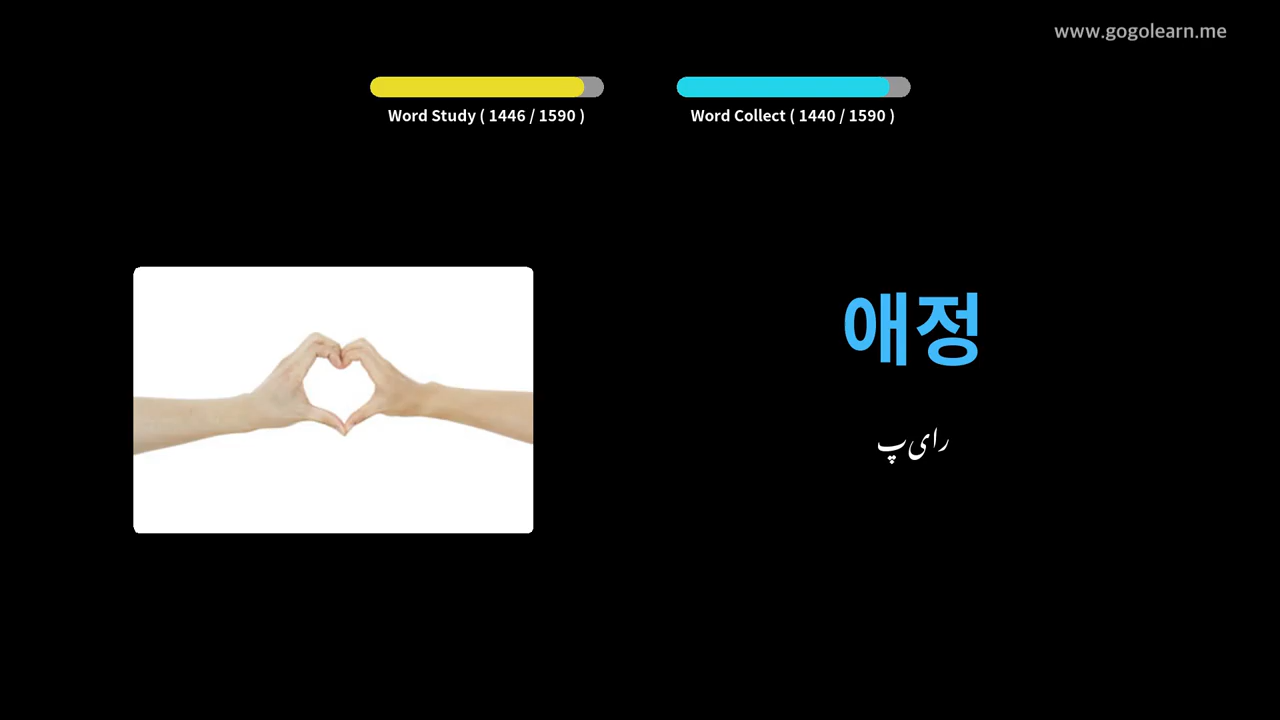 www.gogolearn.me
Word Study ( 1446 / 1590 )
Word Collect ( 1440 / 1590 )
애정
رای پ